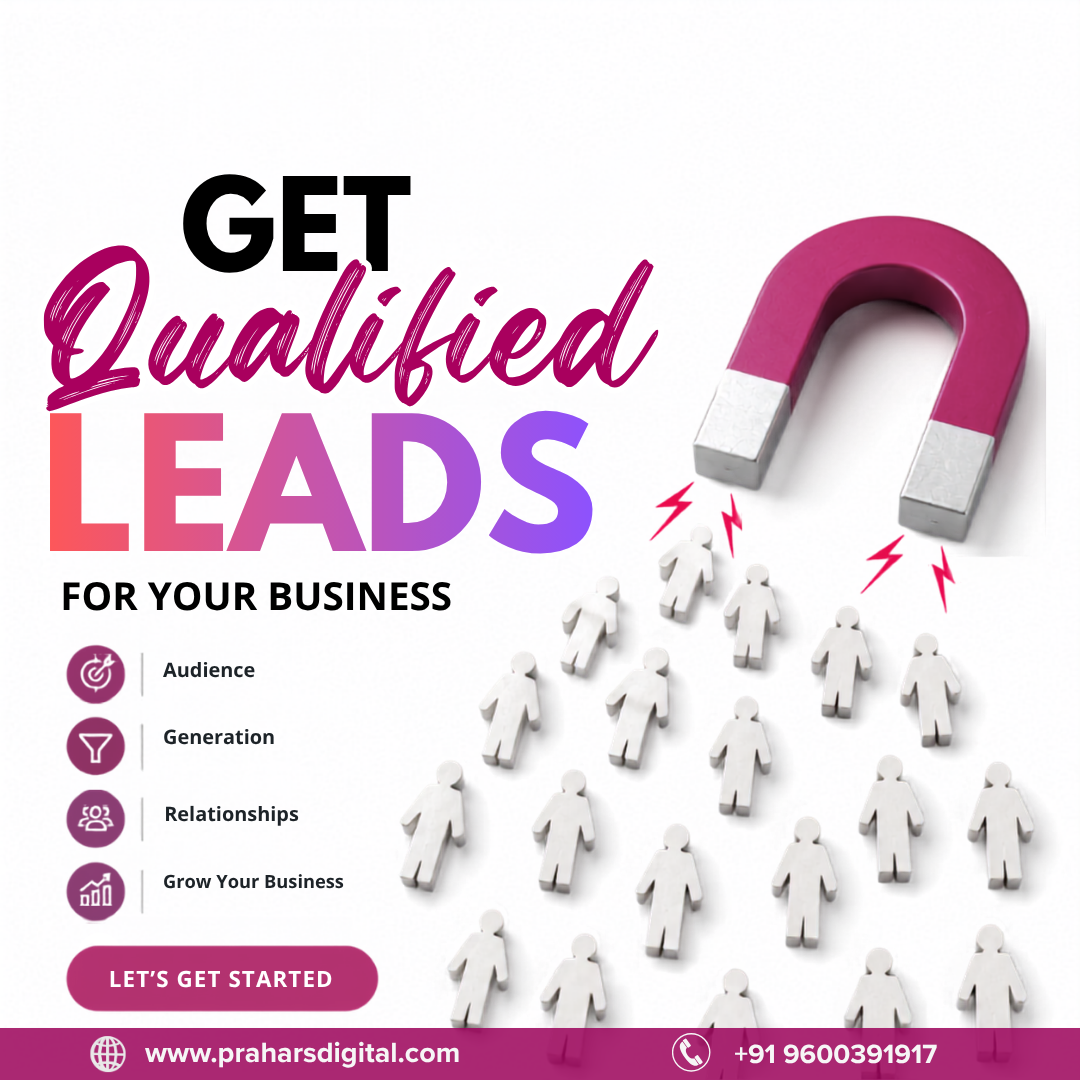 GET
Qualified
LEADS
FOR YOUR BUSINESS
Audience
Generation
Relationships
Grow Your Business
LET’S GET STARTED
www.praharsdigital.com
+91 9600391917